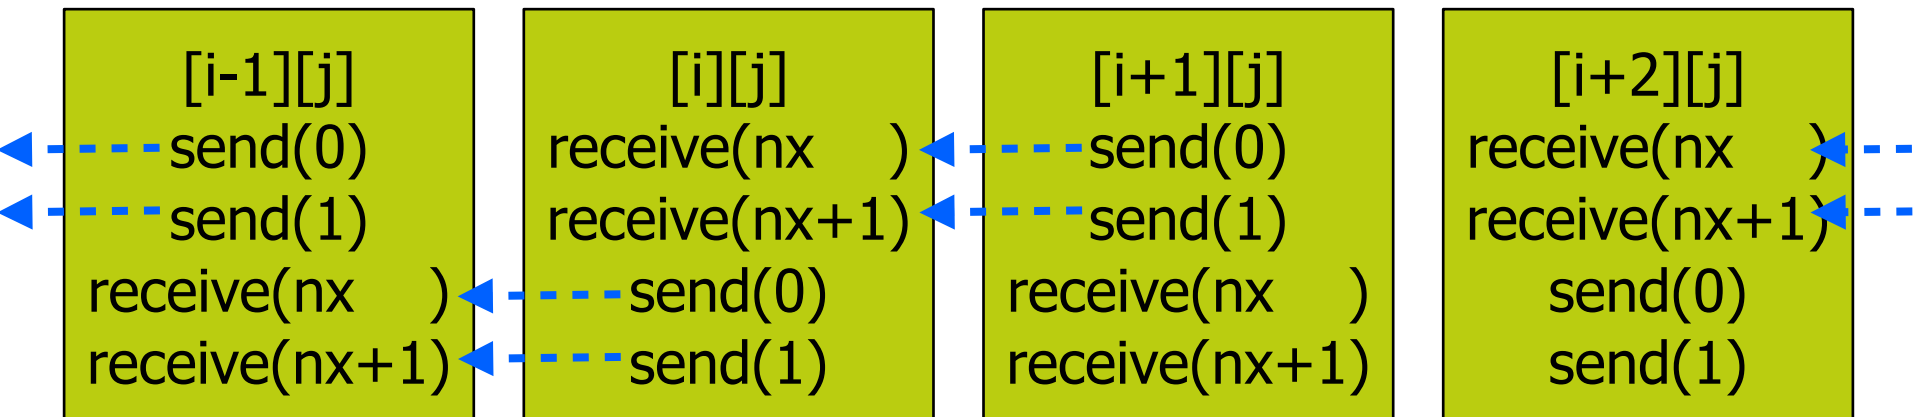 [i-1][j]
send(0)
send(1)
receive(nx    )
receive(nx+1)
[i][j]
receive(nx    )
receive(nx+1)
send(0)
send(1)
[i+1][j]
send(0)
send(1)
receive(nx    )
receive(nx+1)
[i+2][j]
receive(nx    )
receive(nx+1)
send(0)
send(1)